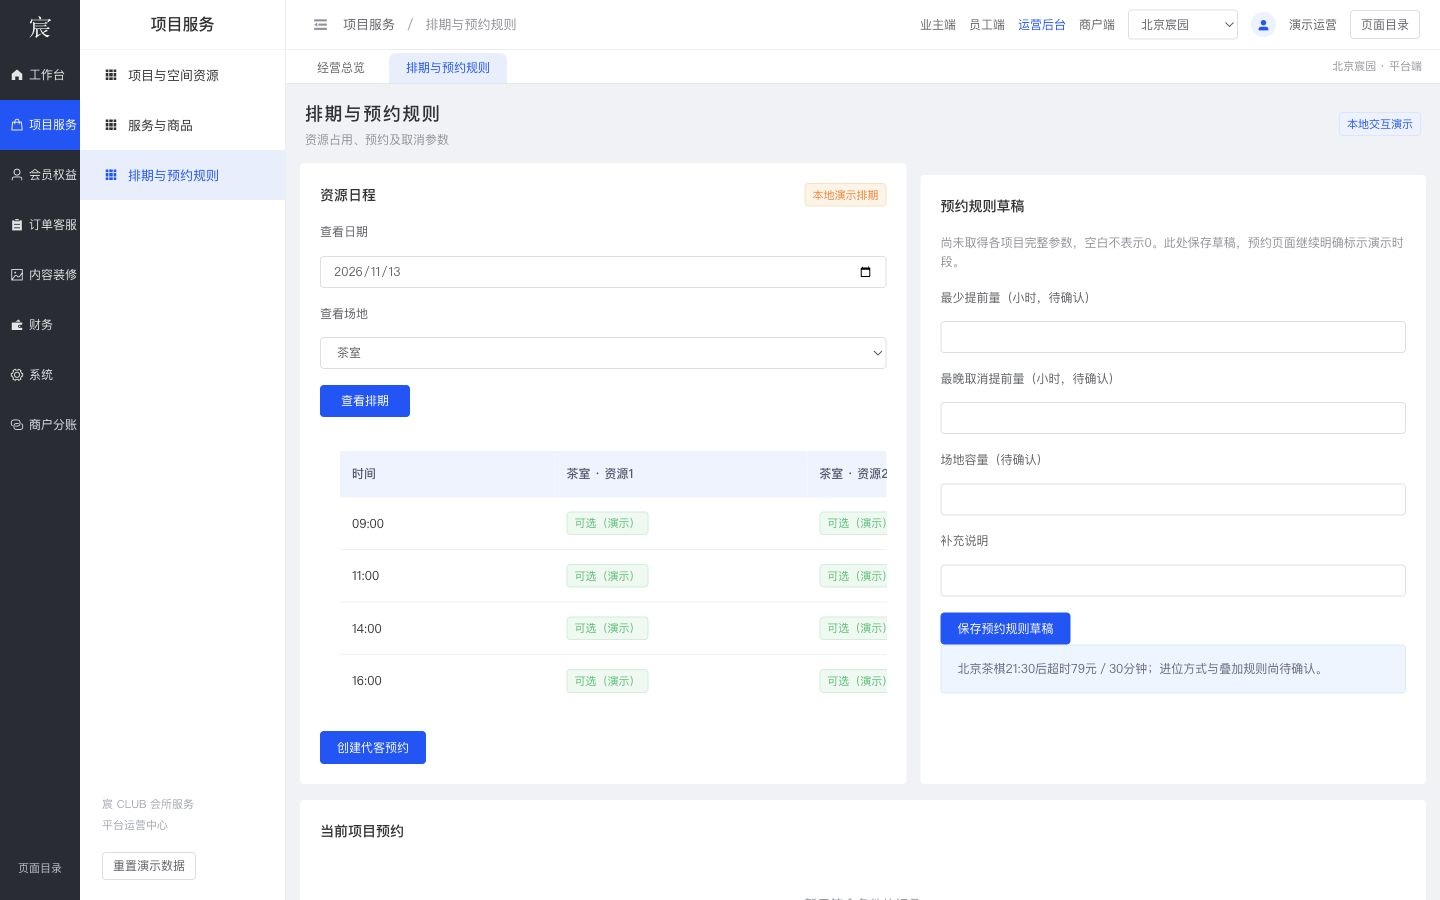 宸
工作台
项目服务
会员权益
订单客服
内容装修
财务
系统
商户分账
页面目录
项目服务
项目与空间资源
服务与商品
排期与预约规则
宸 CLUB 会所服务
平台运营中心
重置演示数据
项目服务 / 排期与预约规则
业主端 员工端 运营后台 商户端 北京宸园 演示运营 页面目录
经营总览 排期与预约规则
北京宸园 · 平台端
排期与预约规则
资源占用、预约及取消参数
本地交互演示
资源日程
本地演示排期
查看日期
2026/11/13
查看场地
茶室
查看排期
时间 茶室 · 资源1 茶室 · 资源2
09:00 可选（演示） 可选（演示）
11:00 可选（演示） 可选（演示）
14:00 可选（演示） 可选（演示）
16:00 可选（演示） 可选（演示）
创建代客预约
预约规则草稿
尚未取得各项目完整参数，空白不表示0。此处保存草稿，预约页面继续明确标示演示时
段。
最少提前量（小时，待确认）
最晚取消提前量（小时，待确认）
场地容量（待确认）
补充说明
保存预约规则草稿
北京茶棋21:30后超时79元 / 30分钟；进位方式与叠加规则尚待确认。
当前项目预约